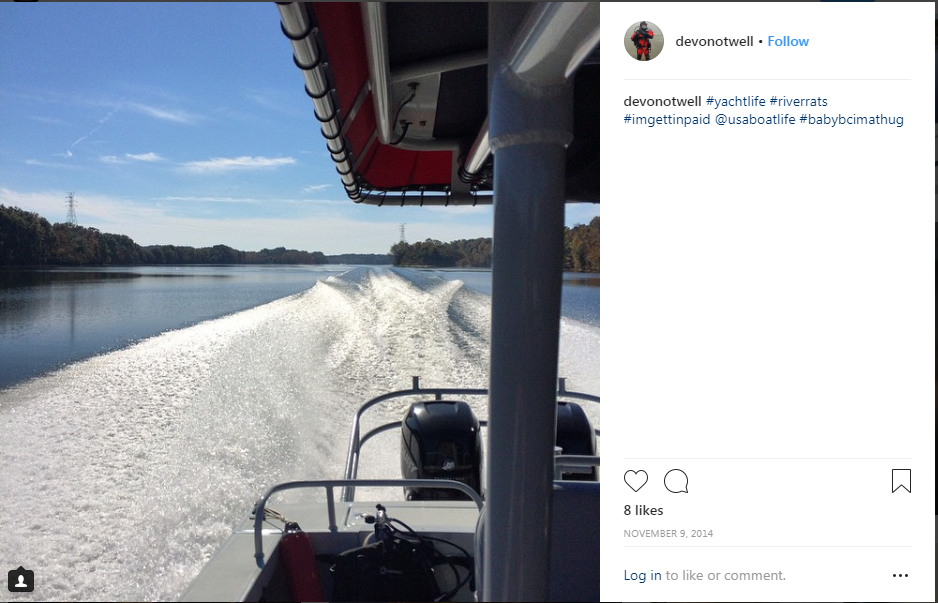 devonotwell • Follow
devonotwell #yachtlife #riverrats
#imgettinpaid @usaboatlife #babybcimathug
8 likes
NOVEMBER 9, 2014
Log in to like or comment.